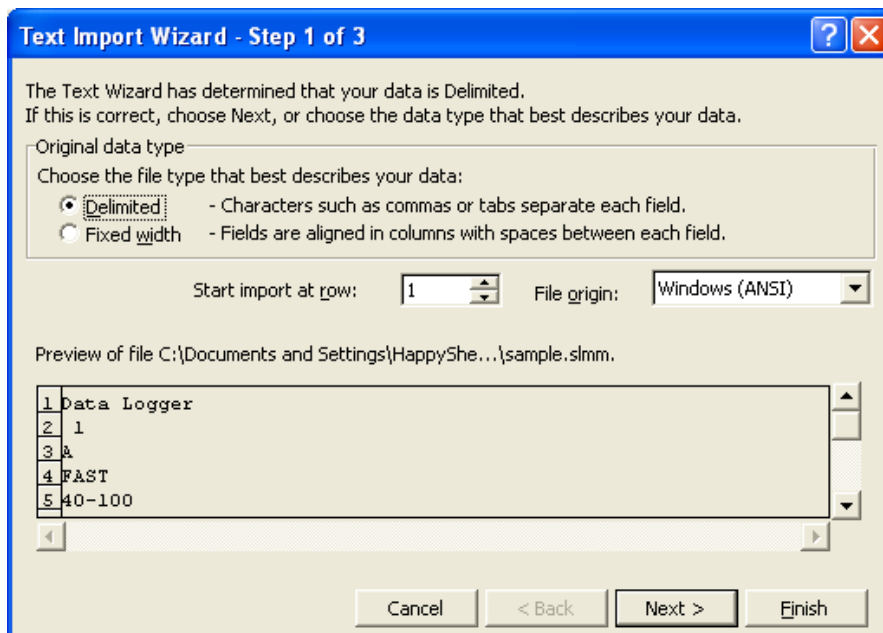 Text Import Wizard - Step 1 of 3
The Text Wizard has determined that your data is Delimited.
If this is correct, choose Next, or choose the data type that best describes your data.
Original data type
Choose the file type that best describes your data:
Delimited - Characters such as commas or tabs separate each field.
Fixed width - Fields are aligned in columns with spaces between each field.
Start import at row: 1 File origin: Windows (ANSI)
Preview of file C:\Documents and Settings\HappyShe...\sample.slmm.
1 Data Logger
2 1
3 A
4 FAST
5 40-100
Cancel < Back Next > Finish